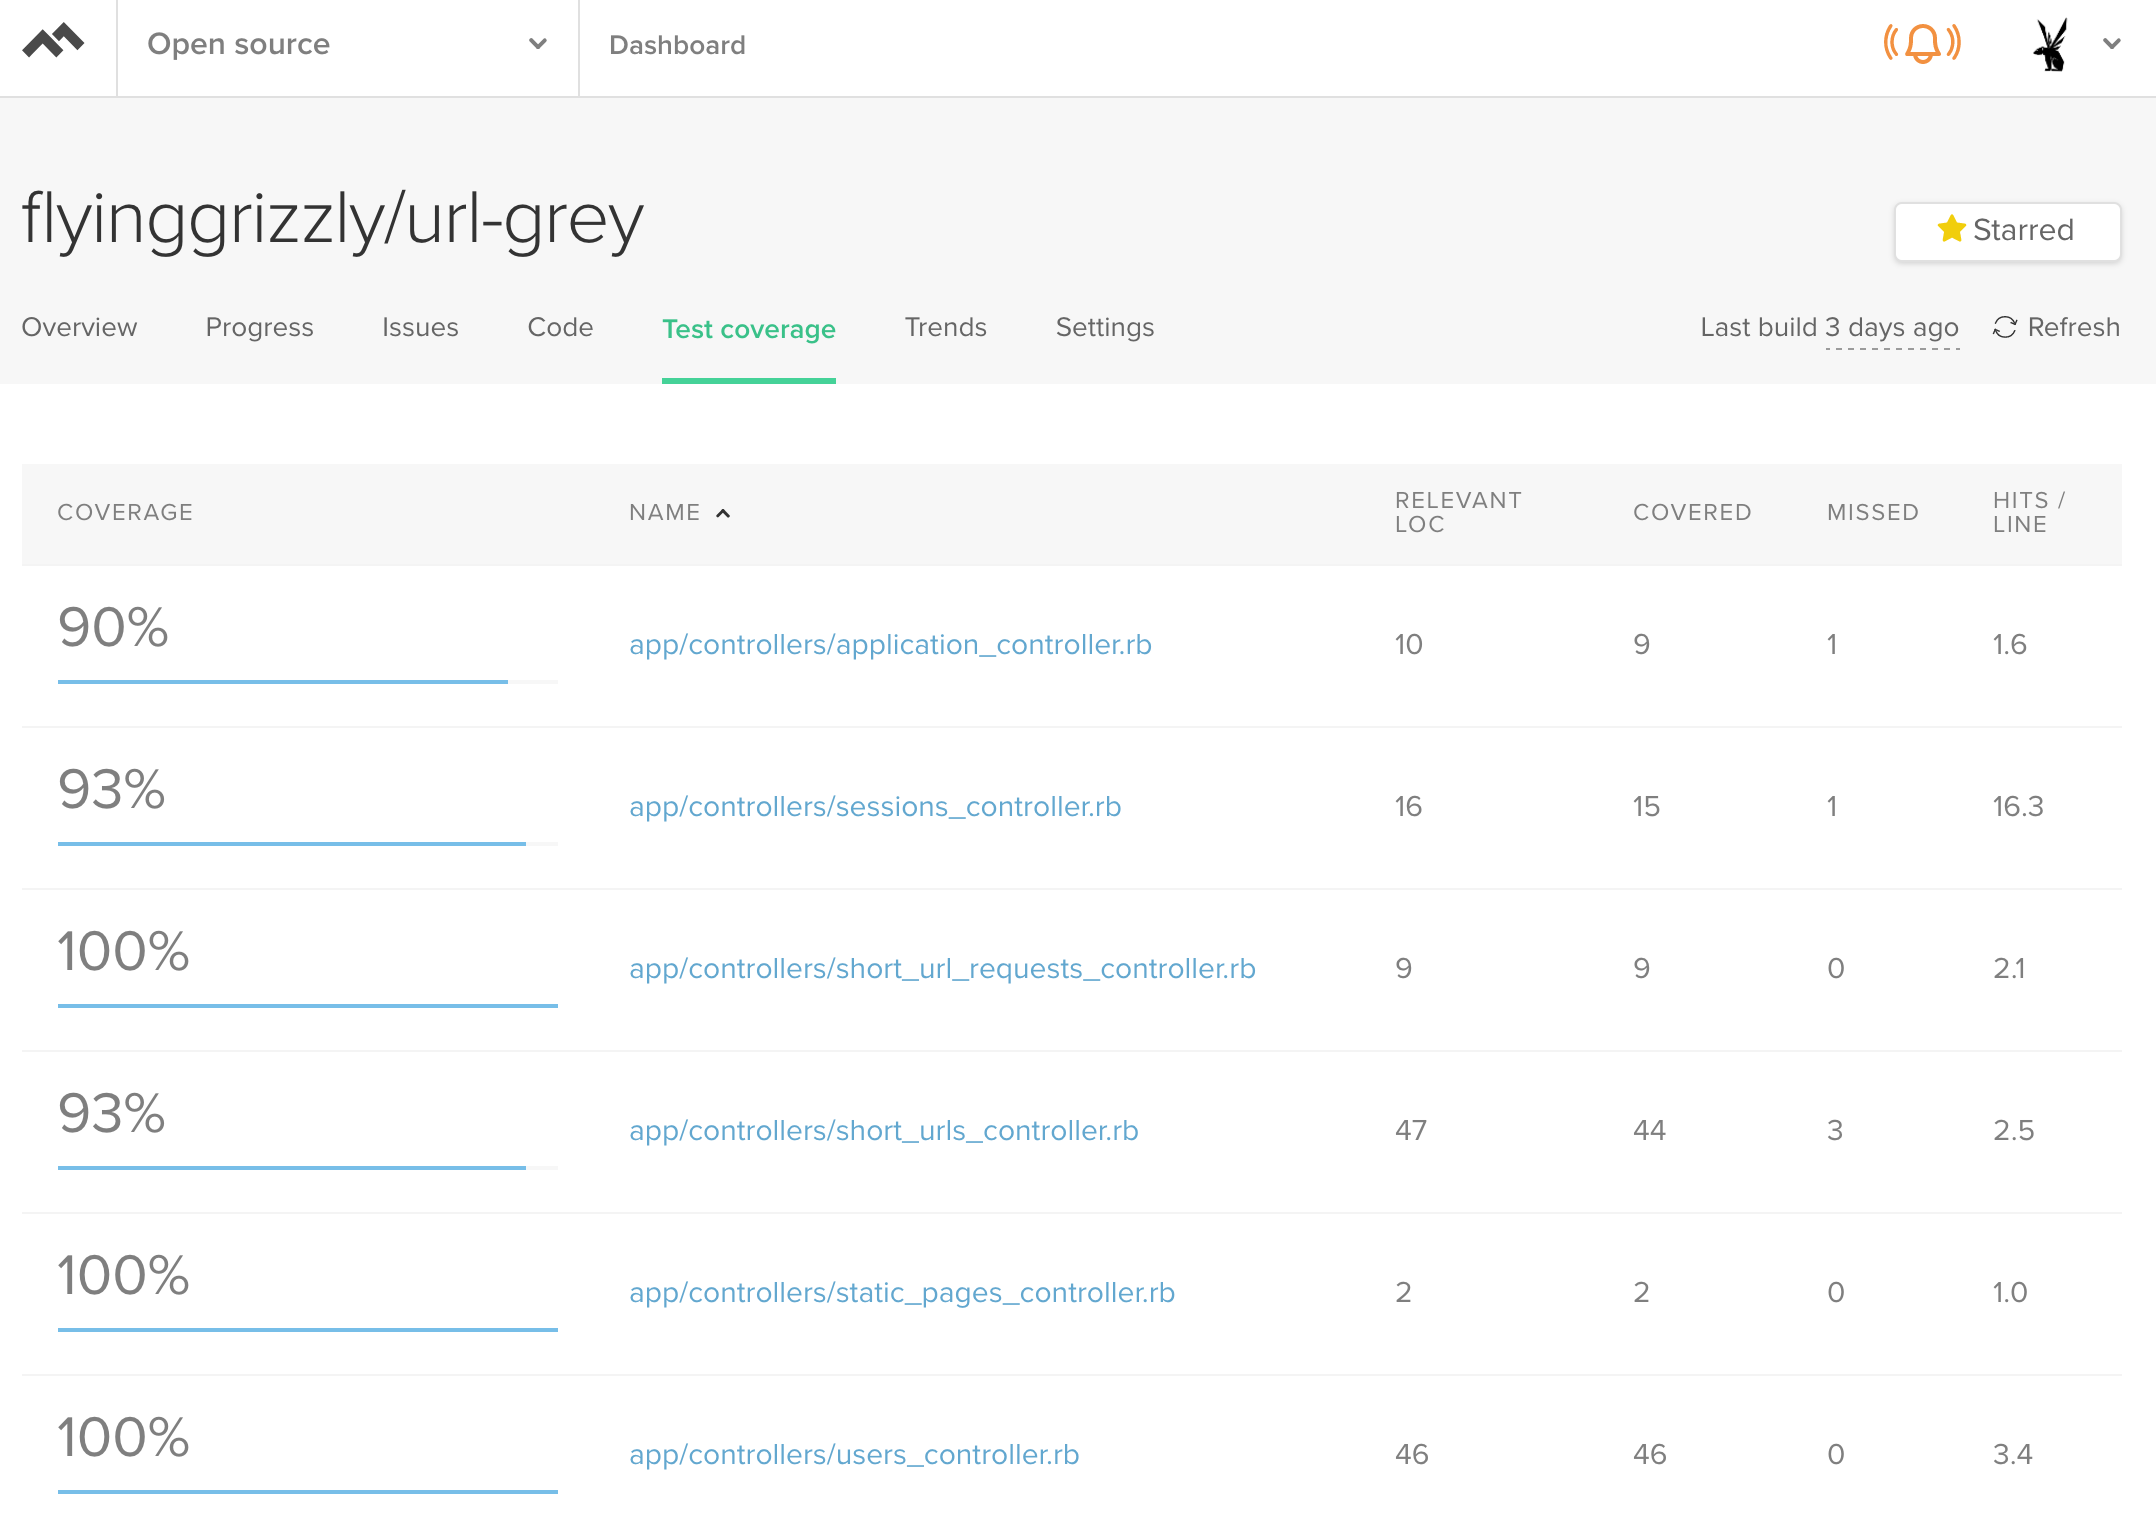 Open source
Dashboard
flyinggrizzly/url-grey
Starred
Overview Progress Issues Code Test coverage Trends Settings Last build 3 days ago Refresh
COVERAGE NAME RELEVANT LOC COVERED MISSED HITS / LINE
90% app/controllers/application_controller.rb 10 9 1 1.6
93% app/controllers/sessions_controller.rb 16 15 1 16.3
100% app/controllers/short_url_requests_controller.rb 9 9 0 2.1
93% app/controllers/short_urls_controller.rb 47 44 3 2.5
100% app/controllers/static_pages_controller.rb 2 2 0 1.0
100% app/controllers/users_controller.rb 46 46 0 3.4